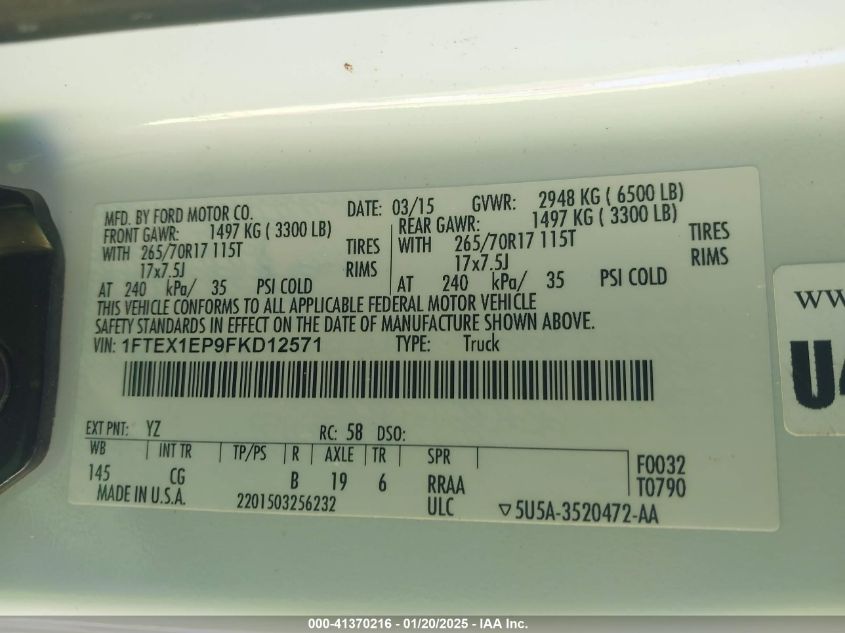 MFD. BY FORD MOTOR CO. DATE: 03/15 GVWR: 2948 KG ( 6500 LB)
FRONT GAWR: 1497 KG ( 3300 LB) REAR GAWR: 1497 KG ( 3300 LB)
WITH 265/70R17 115T TIRES WITH 265/70R17 115T TIRES
17x7.5J RIMS 17x7.5J RIMS
AT 240 kPa/ 35 PSI COLD AT 240 kPa/ 35 PSI COLD
THIS VEHICLE CONFORMS TO ALL APPLICABLE FEDERAL MOTOR VEHICLE
SAFETY STANDARDS IN EFFECT ON THE DATE OF MANUFACTURE SHOWN ABOVE.
VIN: 1FTEX1EP9FKD12571 TYPE: Truck
EXT PNT: YZ RC: 58 DSO:
WB INT TR TP/PS R AXLE TR SPR F0032
145 CG B 19 6 RRAA T0790
MADE IN U.S.A. 2201503256232 ULC ▽5U5A-3520472-AA
WW
U4
000-41370216 - 01/20/2025 - IAA Inc.